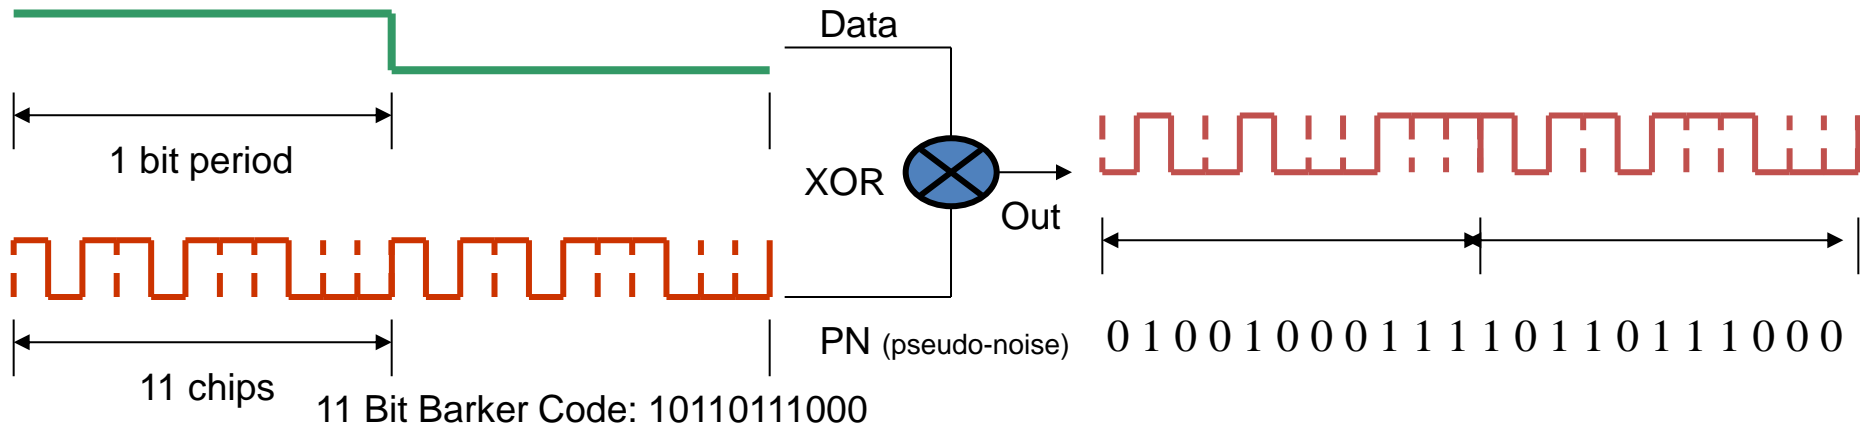 Data
1 bit period
XOR
Out
PN (pseudo-noise)
0 1 0 0 1 0 0 0 1 1 1 1 0 1 1 0 1 1 1 0 0 0
11 chips
11 Bit Barker Code: 10110111000